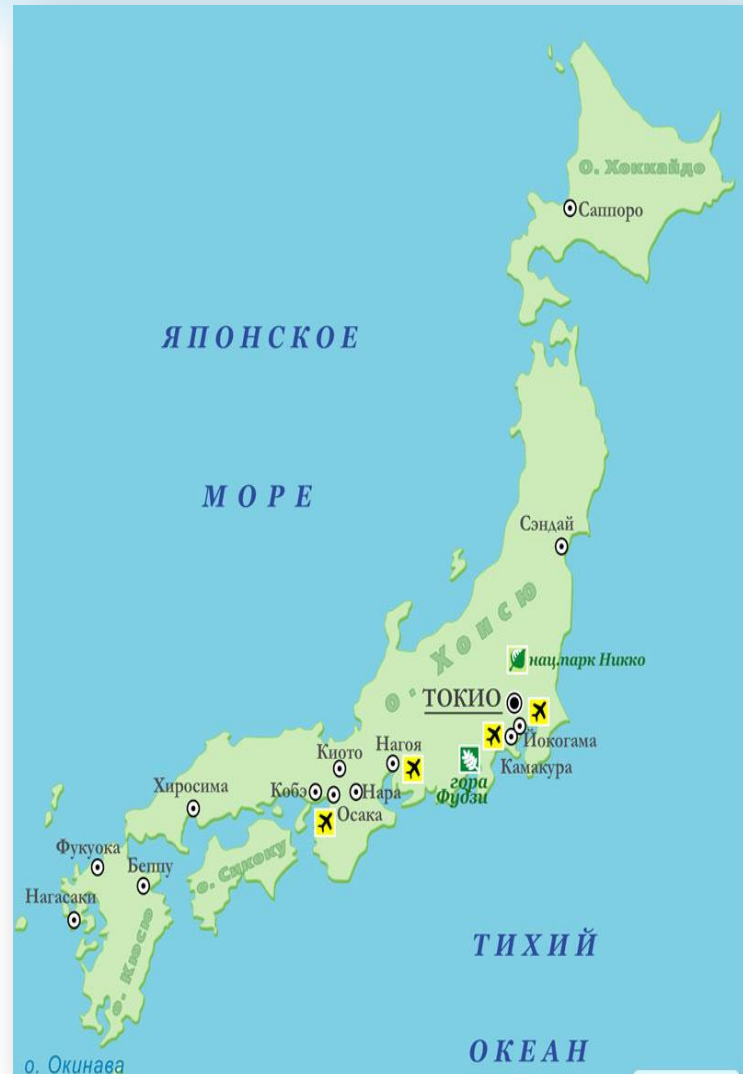 О. Хоккайдо
Саппоро
ЯПОНСКОЕ
МОРЕ
Сэндай
о. Хонсю
нац.парк Никко
ТОКИО
Йокогама
Камакура
Киото
Нагоя
гора
Фудзи
Хиросима
Кобэ
Нара
Осака
Фукуока
Беппу
о. Сикоку
Нагасаки
о. Кюсю
ТИХИЙ
ОКЕАН
о. Окинава